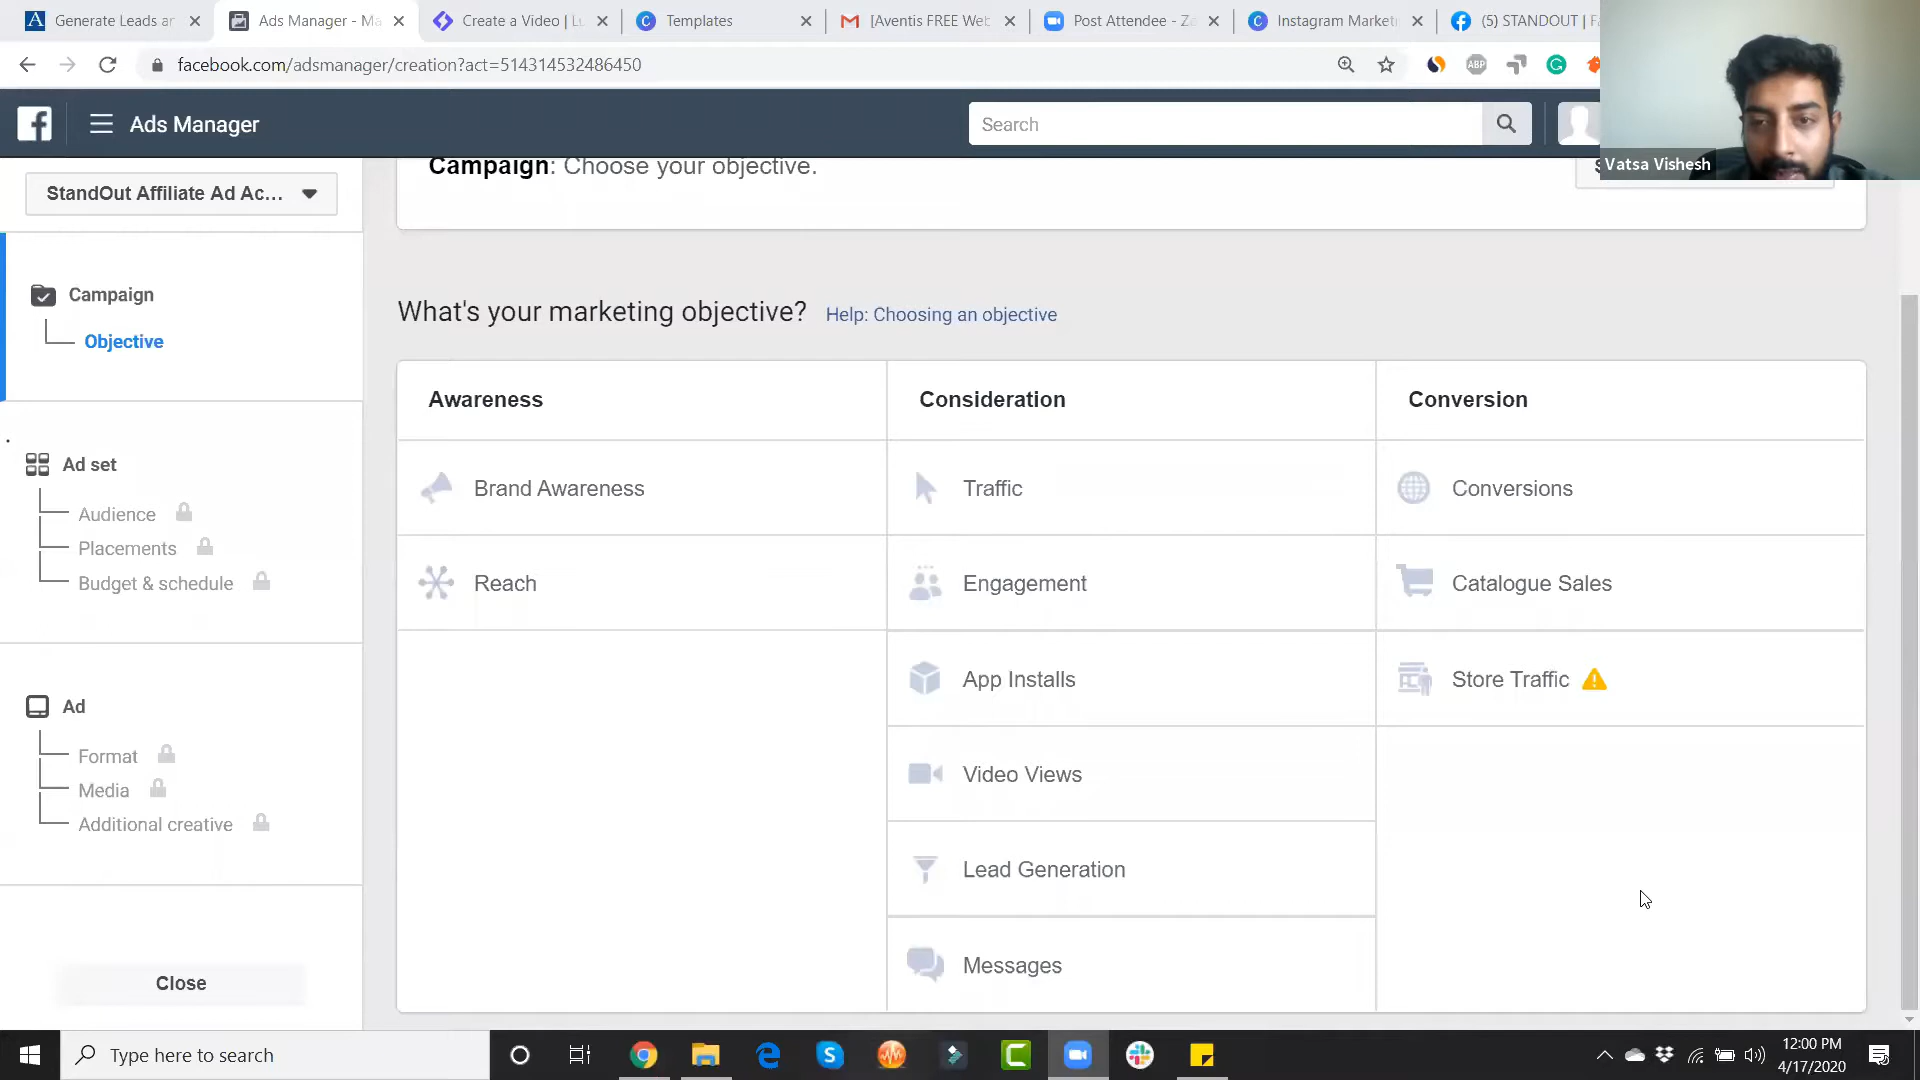 Generate Leads ar
Ads Manager - Ma
Create a Video | Lu
Templates
[Aventis FREE Web
Post Attendee - Zo
Instagram Market
(5) STANDOUT | Fa
facebook.com/adsmanager/creation?act=514314532486450
ABP
Ads Manager
Search
Vatsa Vishesh
StandOut Affiliate Ad Ac...
Campaign: Choose your objective.
Campaign
Objective
Ad set
Audience
Placements
Budget & schedule
Ad
Format
Media
Additional creative
Close
What's your marketing objective? Help: Choosing an objective
Awareness
Brand Awareness
Reach
Consideration
Traffic
Engagement
App Installs
Video Views
Lead Generation
Messages
Conversion
Conversions
Catalogue Sales
Store Traffic
Type here to search
12:00 PM
4/17/2020